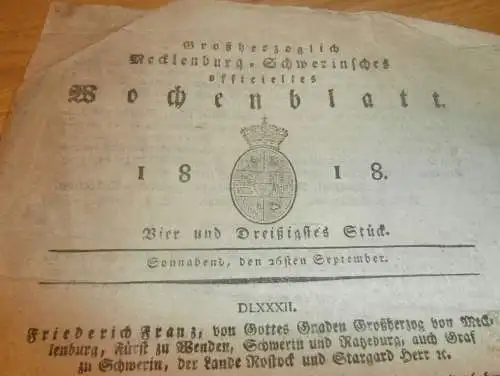 Großherzoglich
Mecklenburg-Schwerinsches
officielles
Wochenblatt.
1818.
Vier und Dreißigstes Stück.
Sonnabend, den 26sten September.
DLXXXII.
Friederich Franz, von Gottes Gnaden Großherzog von Meck-
lenburg, Fürst zu Wenden, Schwerin und Ratzeburg, auch Graf
zu Schwerin, der Lande Rostock und Stargard Herr ꝛc.